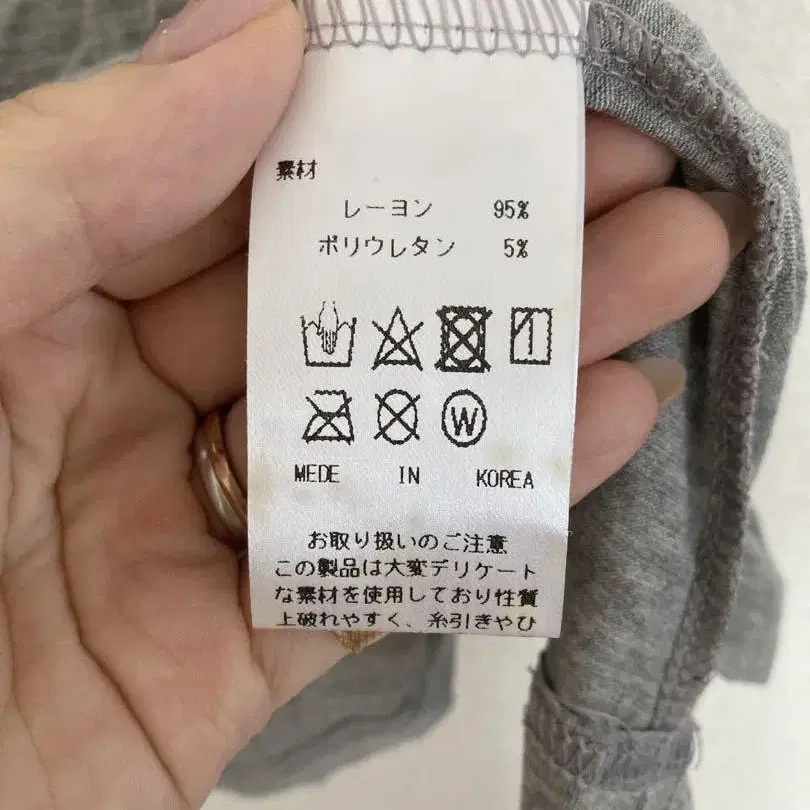 素材
レーヨン 95%
ポリウレタン 5%
W
MEDE IN KOREA
お取り扱いのご注意
この製品は大変デリケート
な素材を使用しており性質
上破れやすく、糸引きやひ